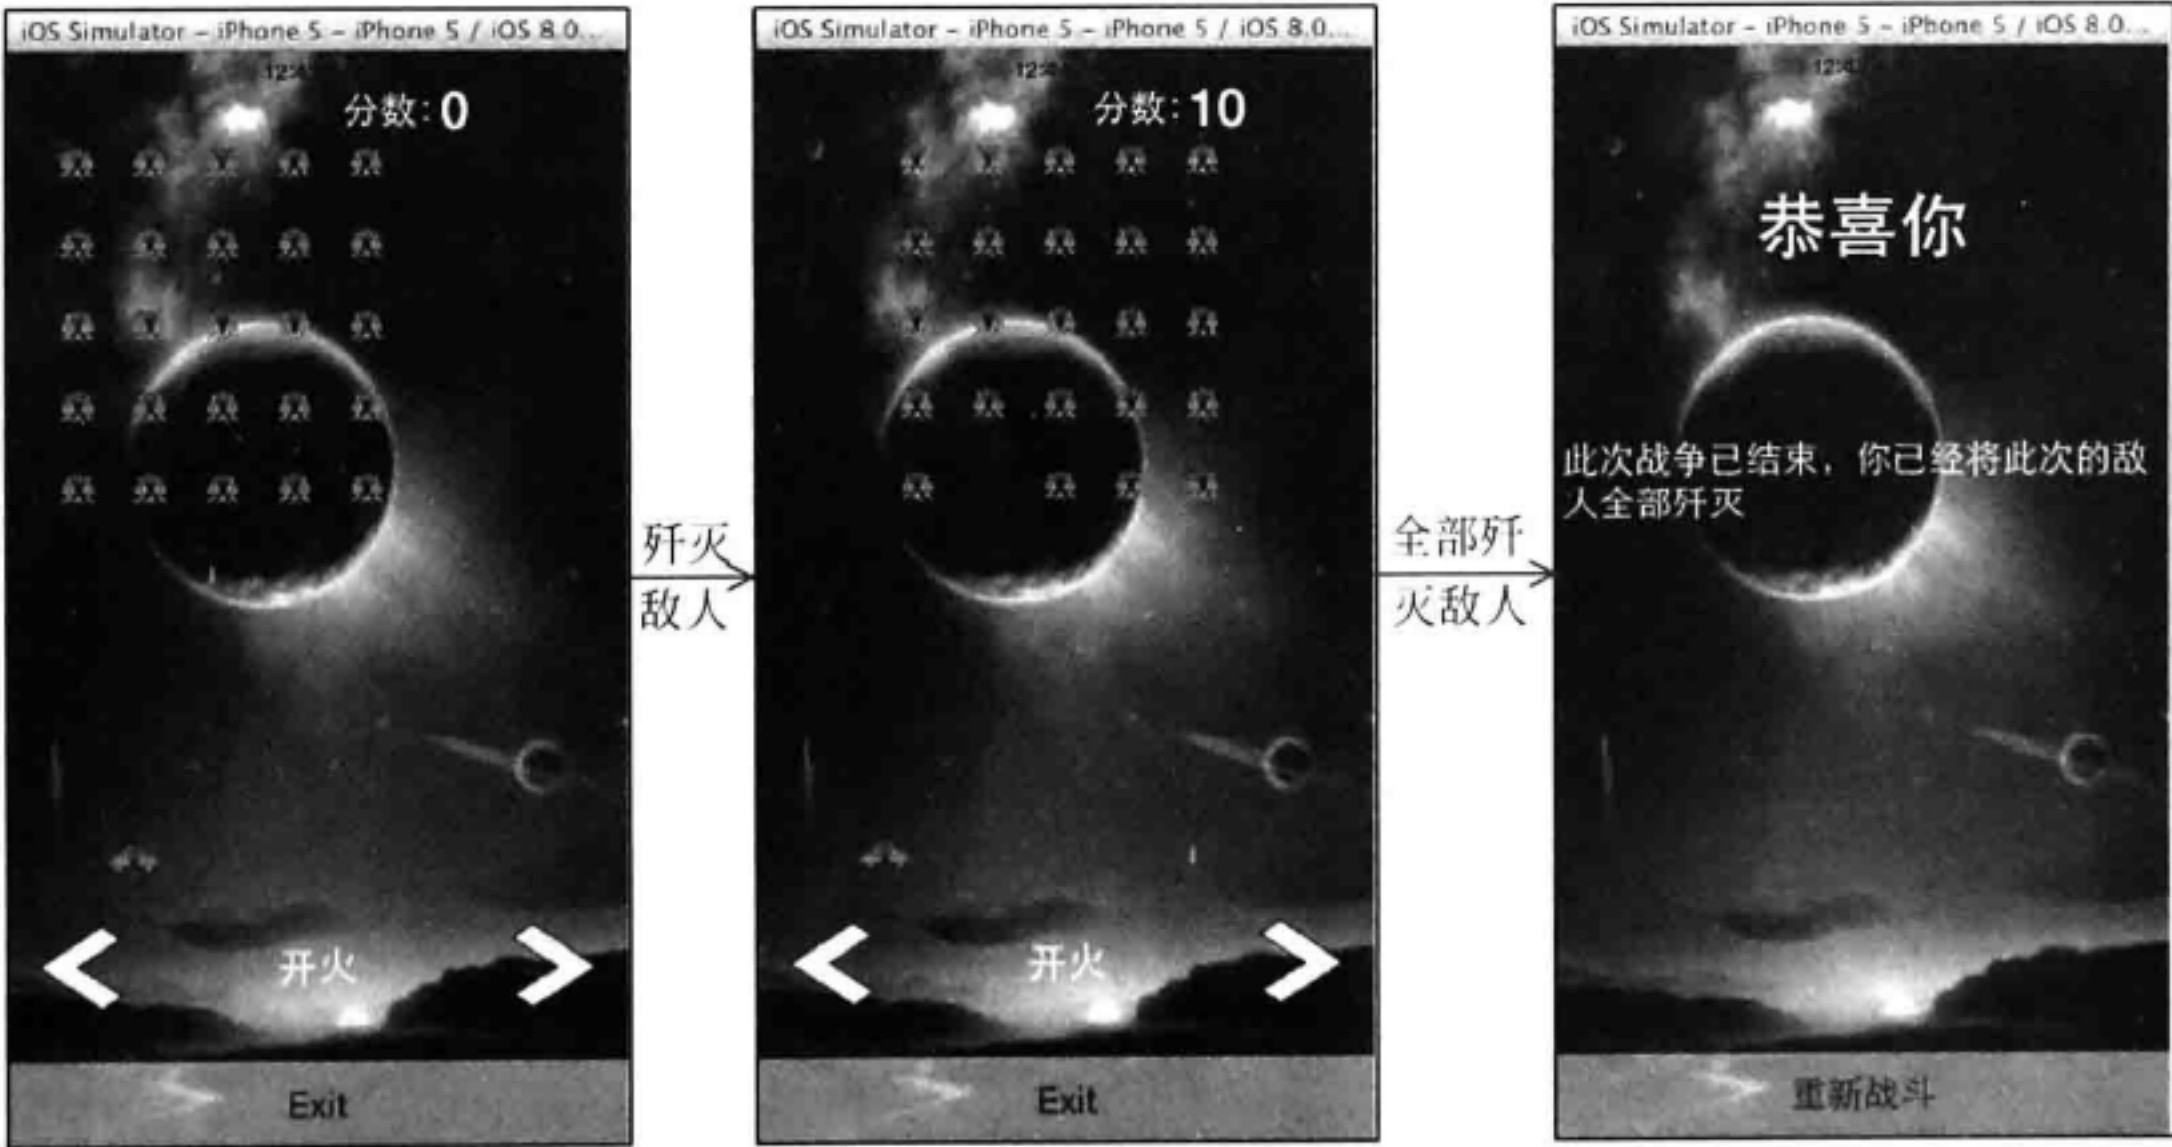 iOS Simulator – iPhone 5 – iPhone 5 / iOS 8.0...
分数: 0
开火
Exit
歼灭
敌人
iOS Simulator – iPhone 5 – iPhone 5 / iOS 8.0...
分数: 10
开火
Exit
全部歼
灭敌人
iOS Simulator – iPhone 5 – iPhone 5 / iOS 8.0...
恭喜你
此次战争已结束，你已经将此次的敌
人全部歼灭
重新战斗